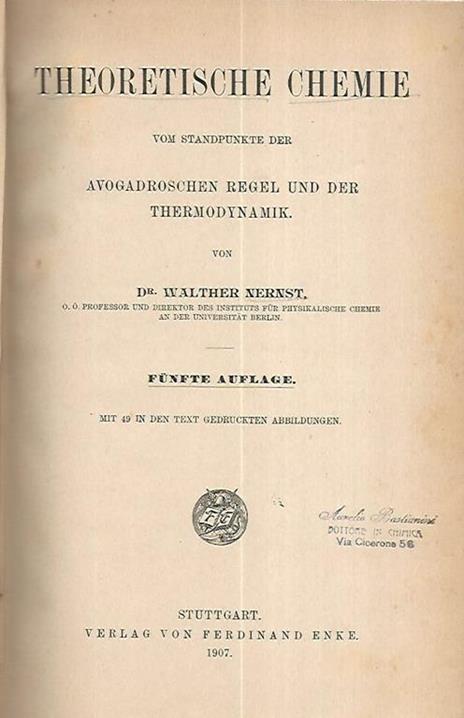 THEORETISCHE CHEMIE
VOM STANDPUNKTE DER
AVOGADROSCHEN REGEL UND DER
THERMODYNAMIK.
VON
DR. WALTHER NERNST,
O. Ö. PROFESSOR UND DIREKTOR DES INSTITUTS FÜR PHYSIKALISCHE CHEMIE
AN DER UNIVERSITÄT BERLIN.
FÜNFTE AUFLAGE.
MIT 49 IN DEN TEXT GEDRUCKTEN ABBILDUNGEN.
Aurelio Bastianini
DOTTORE IN CHIMICA
Via Cicerone 56
STUTTGART.
VERLAG VON FERDINAND ENKE.
1907.